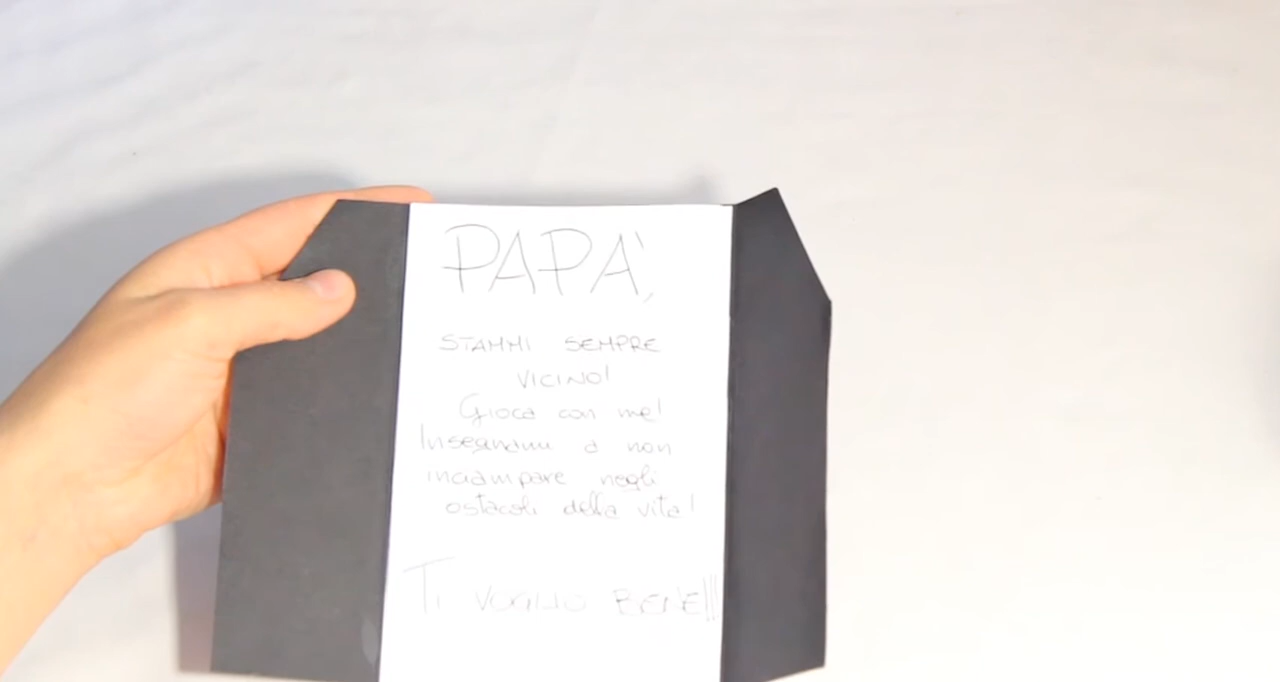 PAPA',
STAMMI SEMPRE
VICINO!
Gioca con me!
Insegnami a non
inciampare negli
ostacoli della vita!
Ti VOGLIO BENE!!!